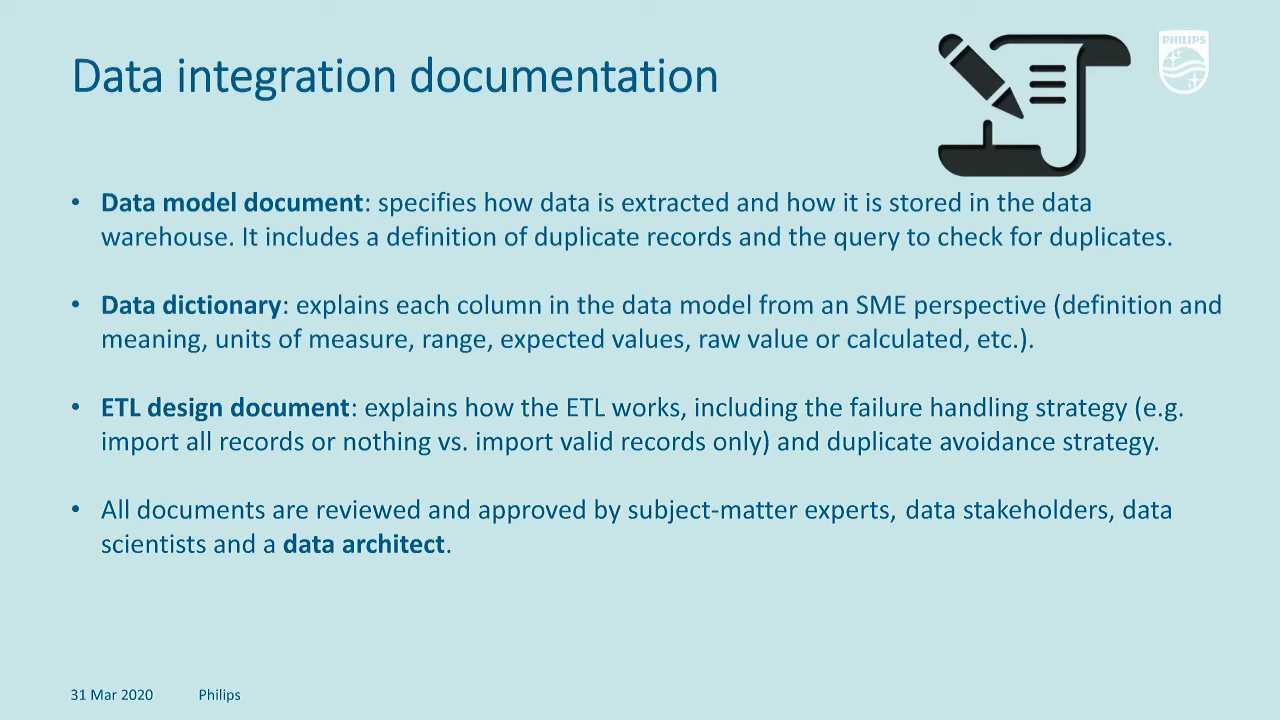 Data integration documentation
PHILIPS
• Data model document: specifies how data is extracted and how it is stored in the data
warehouse. It includes a definition of duplicate records and the query to check for duplicates.
• Data dictionary: explains each column in the data model from an SME perspective (definition and
meaning, units of measure, range, expected values, raw value or calculated, etc.).
• ETL design document: explains how the ETL works, including the failure handling strategy (e.g.
import all records or nothing vs. import valid records only) and duplicate avoidance strategy.
• All documents are reviewed and approved by subject-matter experts, data stakeholders, data
scientists and a data architect.
31 Mar 2020 Philips